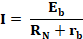 I = E_b / (R_N + r_b)